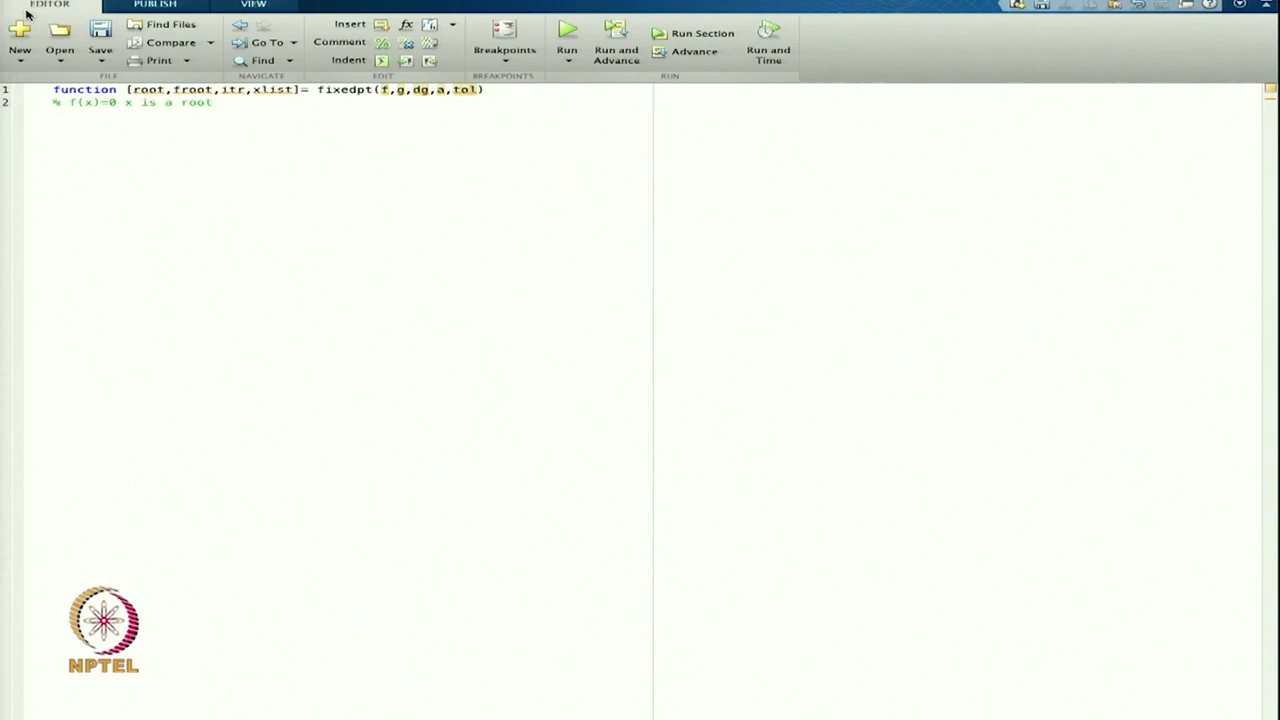 EDITOR PUBLISH VIEW
New Open Save Find Files Compare Print
FILE
Go To Find
NAVIGATE
Insert fx Comment Indent
EDIT
Breakpoints
BREAKPOINTS
Run Run and Advance Run Section Advance Run and Time
RUN
1 function [root,froot,itr,xlist]= fixedpt(f,g,dg,a,tol)
2 % f(x)=0 x is a root
NPTEL